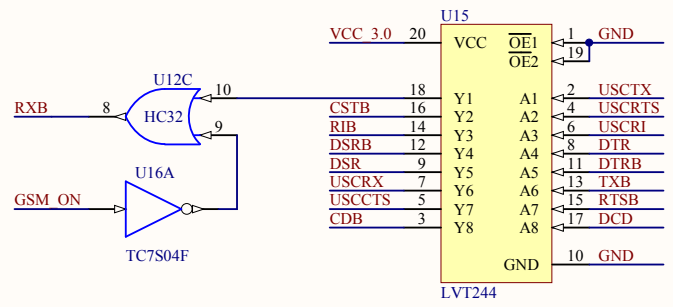 U15
VCC_3.0 20 VCC OE1 1 GND
OE2 19
U12C
10 18 Y1 A1 2 USCTX
RXB 8 HC32 CSTB 16 Y2 A2 4 USCRTS
9 RIB 14 Y3 A3 6 USCRI
DSRB 12 Y4 A4 8 DTR
U16A DSR 9 Y5 A5 11 DTRB
USCRX 7 Y6 A6 13 TXB
GSM_ON USCCTS 5 Y7 A7 15 RTSB
CDB 3 Y8 A8 17 DCD
TC7S04F
GND 10 GND
LVT244